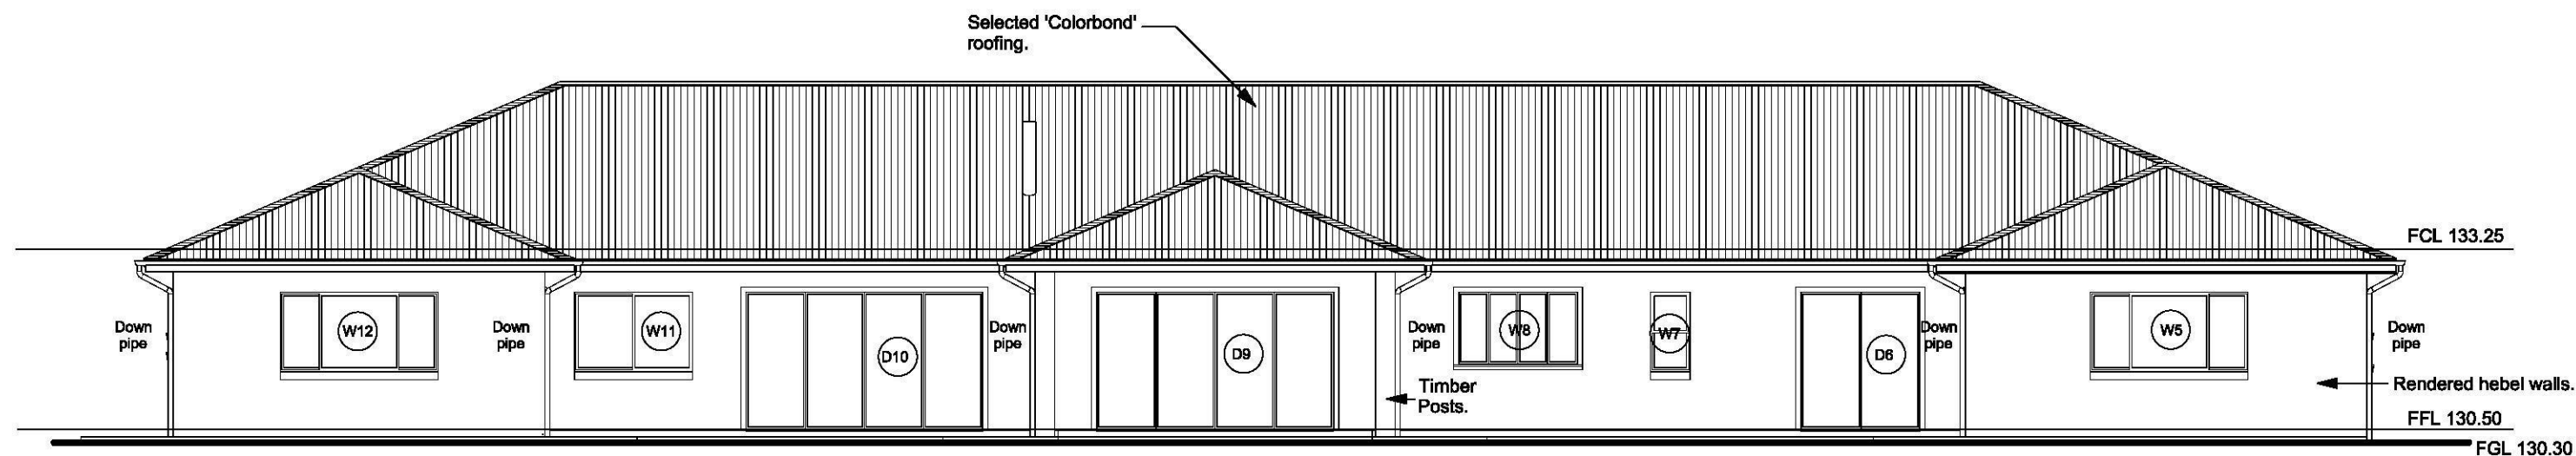 Selected 'Colorbond'
roofing.
FCL 133.25
Down
pipe
W12
Down
pipe
W11
D10
Down
pipe
D9
Down
pipe
W8
W7
D6
Down
pipe
W5
Down
pipe
Timber
Posts.
Rendered hebel walls.
FFL 130.50
FGL 130.30